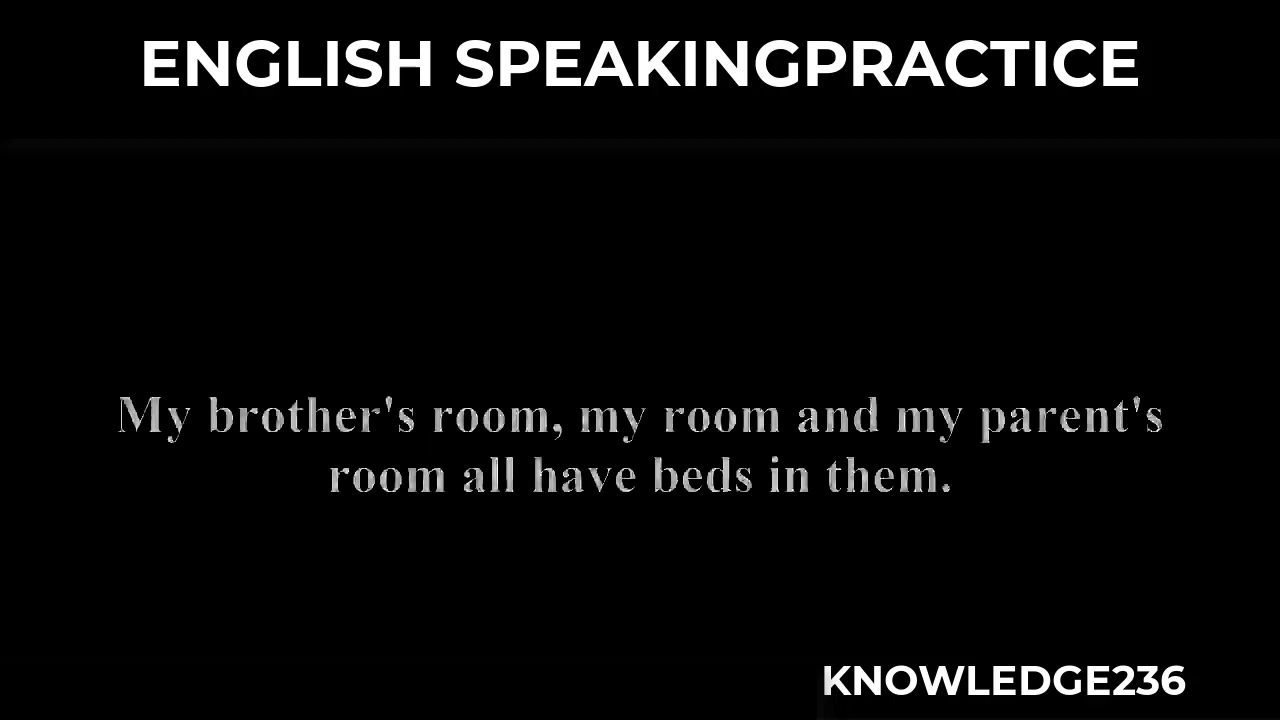 ENGLISH SPEAKINGPRACTICE
My brother's room, my room and my parent's
room all have beds in them.
KNOWLEDGE236